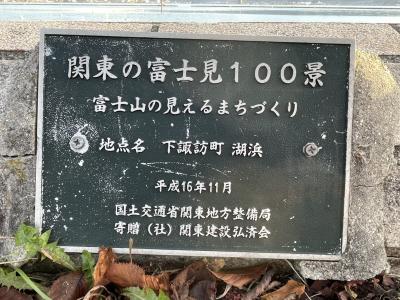 関東の富士見１００景
富士山の見えるまちづくり
地点名　下諏訪町 湖浜
平成16年11月
国土交通省関東地方整備局
寄贈（社）関東建設弘済会